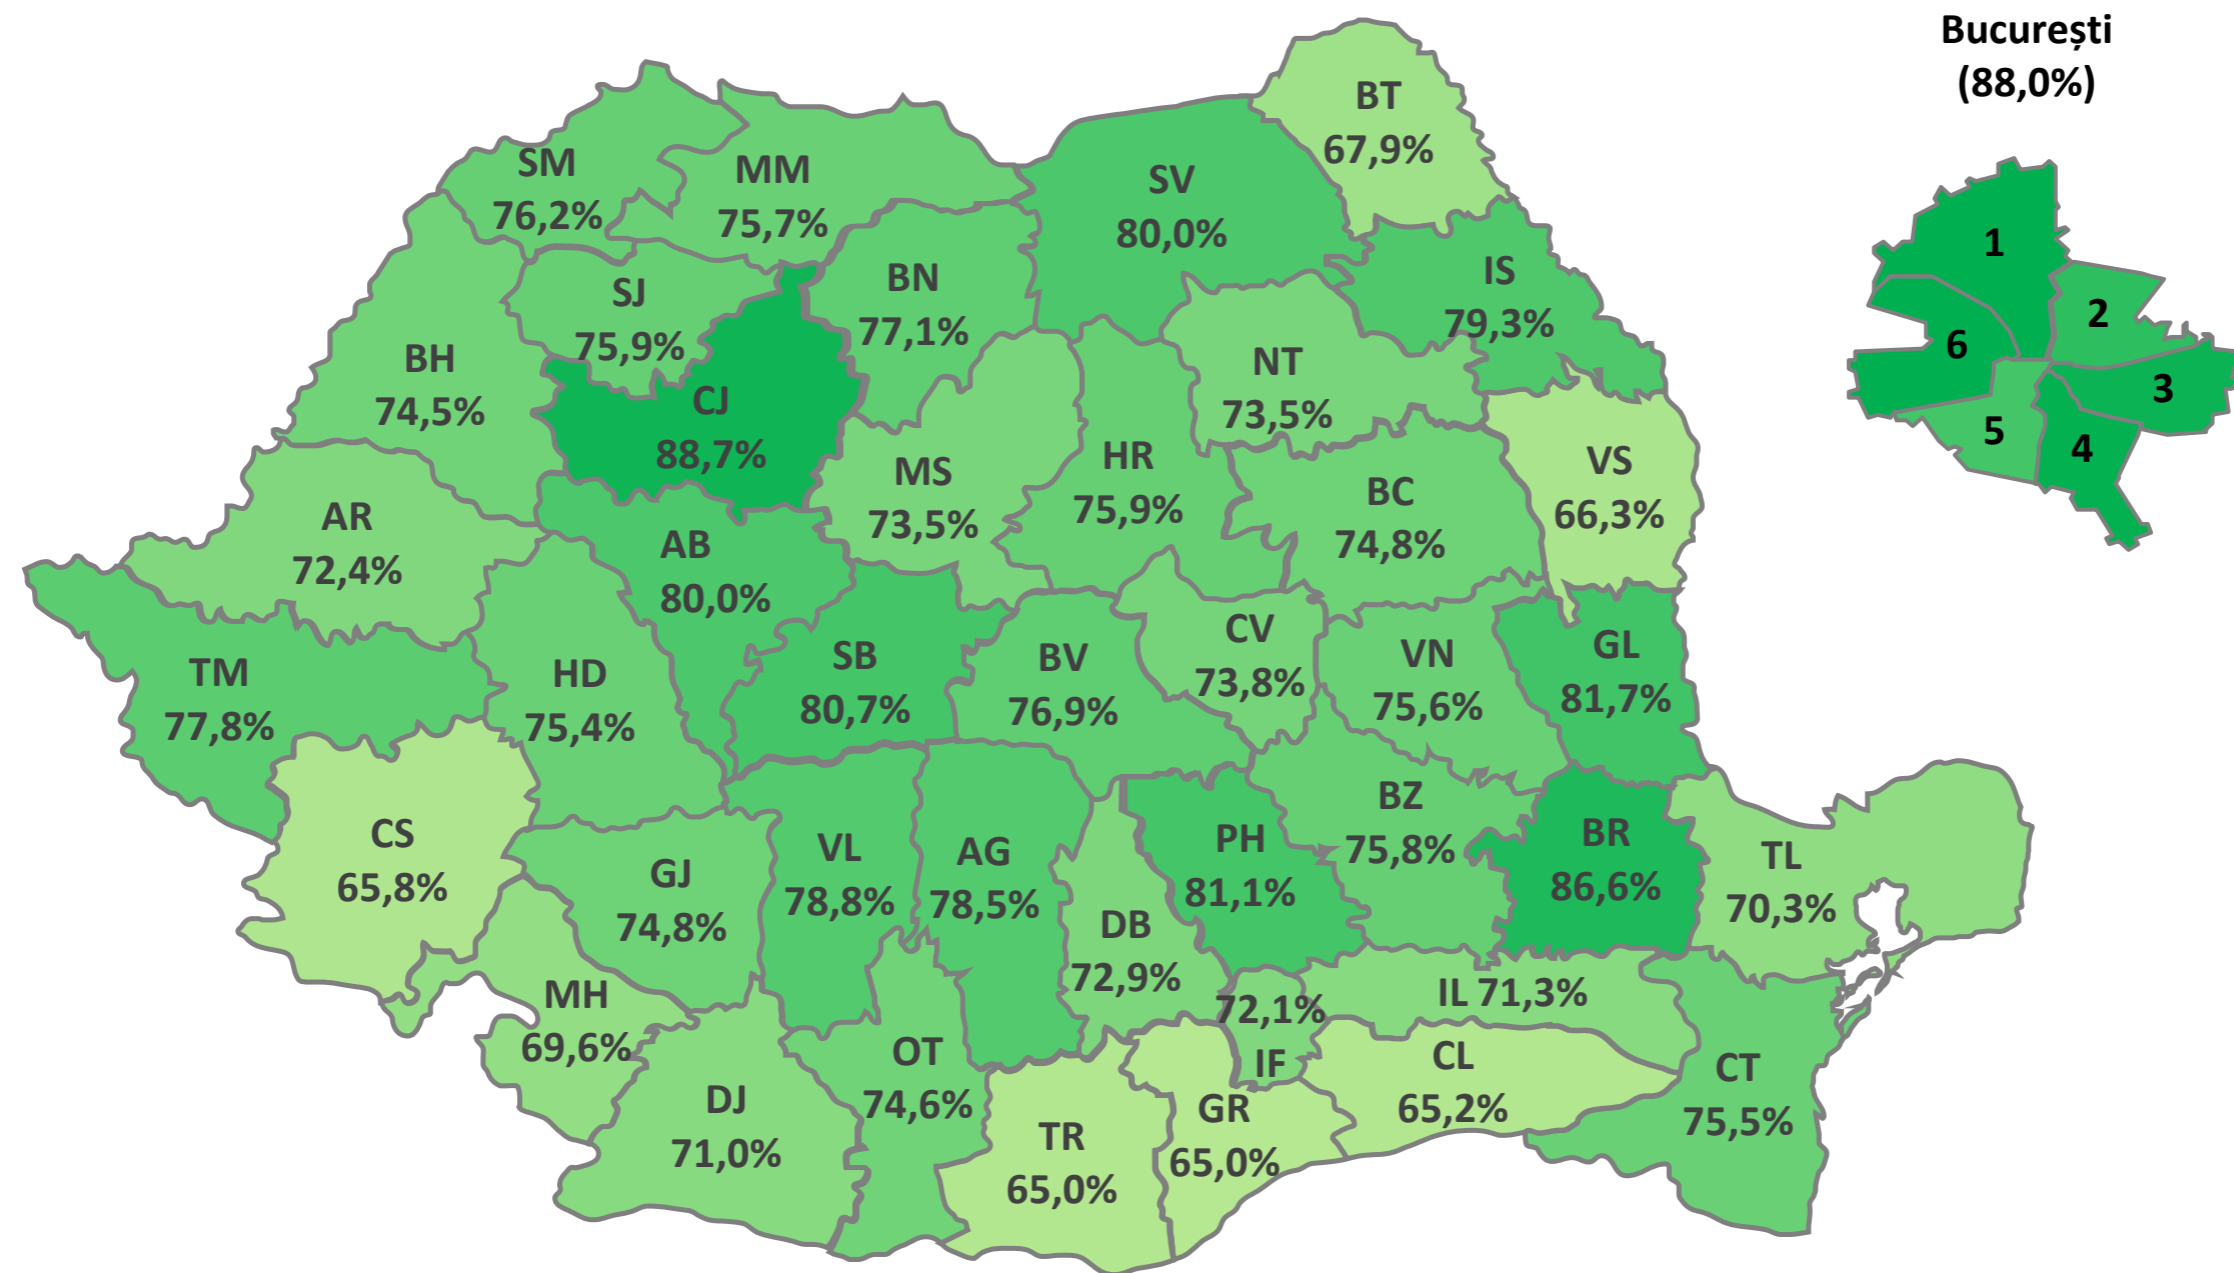 București
(88,0%)
BT
67,9%
SM
76,2%
MM
75,7%
SV
80,0%
1
IS
79,3%
BN
77,1%
SJ
75,9%
2
6
3
BH
74,5%
NT
73,5%
CJ
88,7%
5
4
VS
66,3%
MS
73,5%
HR
75,9%
BC
74,8%
AR
72,4%
AB
80,0%
CV
73,8%
GL
81,7%
VN
75,6%
SB
80,7%
BV
76,9%
TM
77,8%
HD
75,4%
BZ
75,8%
CS
65,8%
BR
86,6%
PH
81,1%
VL
78,8%
AG
78,5%
TL
70,3%
GJ
74,8%
DB
72,9%
MH
69,6%
72,1%
IF
IL 71,3%
OT
74,6%
CL
65,2%
CT
75,5%
DJ
71,0%
GR
65,0%
TR
65,0%